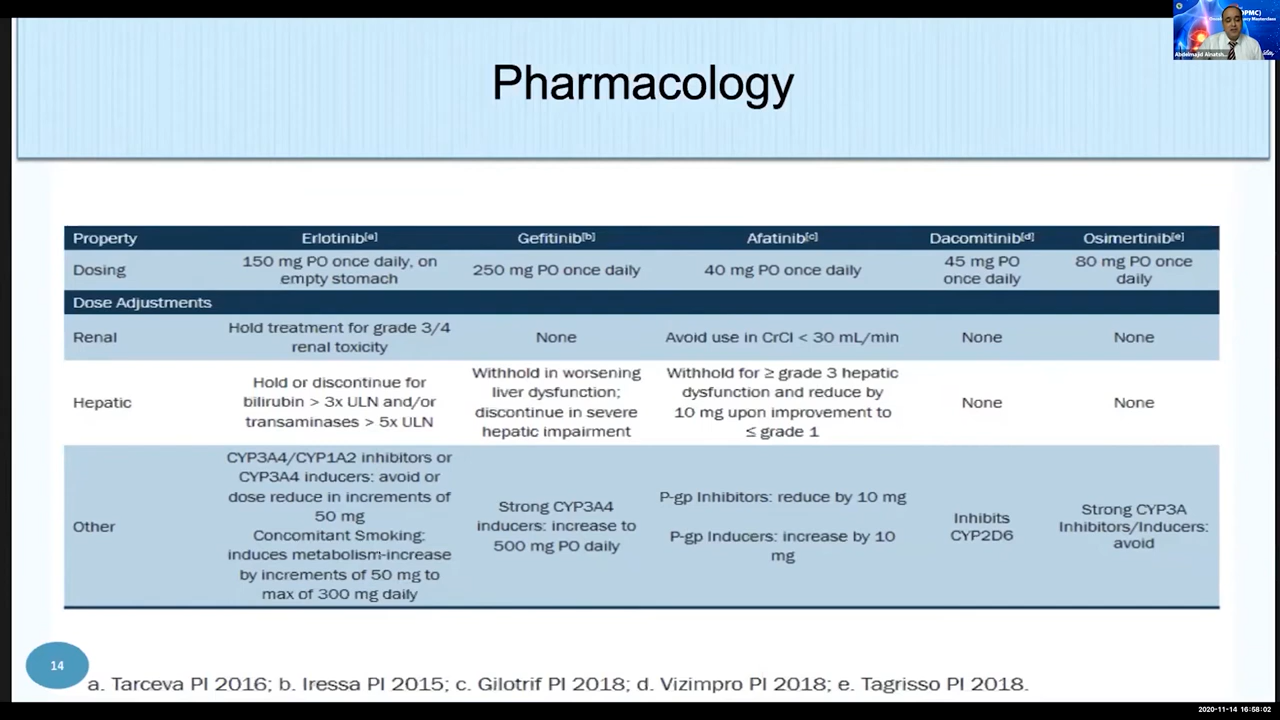 Pharmacology
Property Erlotinib[a] Gefitinib[b] Afatinib[c] Dacomitinib[d] Osimertinib[e]
Dosing 150 mg PO once daily, on empty stomach 250 mg PO once daily 40 mg PO once daily 45 mg PO once daily 80 mg PO once daily
Dose Adjustments
Renal Hold treatment for grade 3/4 renal toxicity None Avoid use in CrCl < 30 mL/min None None
Hepatic Hold or discontinue for bilirubin > 3x ULN and/or transaminases > 5x ULN Withhold in worsening liver dysfunction; discontinue in severe hepatic impairment Withhold for ≥ grade 3 hepatic dysfunction and reduce by 10 mg upon improvement to ≤ grade 1 None None
Other CYP3A4/CYP1A2 inhibitors or CYP3A4 inducers: avoid or dose reduce in increments of 50 mg Concomitant Smoking: induces metabolism-increase by increments of 50 mg to max of 300 mg daily Strong CYP3A4 inducers: increase to 500 mg PO daily P-gp Inhibitors: reduce by 10 mg P-gp Inducers: increase by 10 mg Inhibits CYP2D6 Strong CYP3A Inhibitors/Inducers: avoid
14
a. Tarceva PI 2016; b. Iressa PI 2015; c. Gilotrif PI 2018; d. Vizimpro PI 2018; e. Tagrisso PI 2018.
2020-11-14 16:58:02